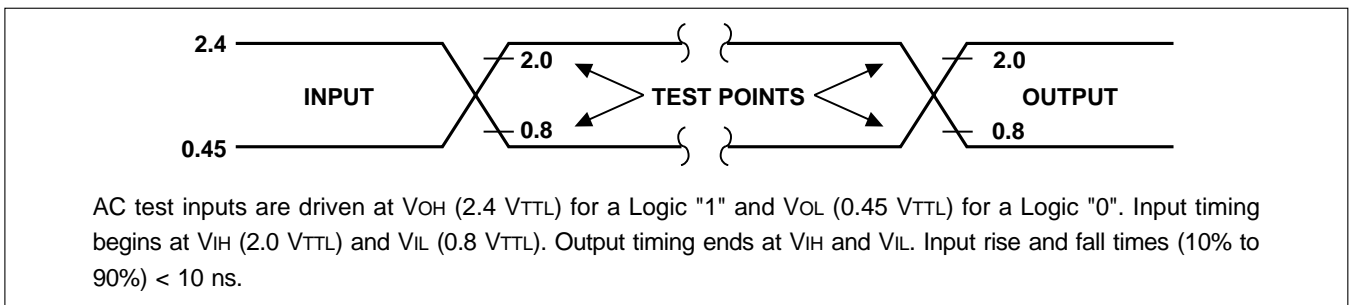 2.4
2.0
2.0
INPUT
TEST POINTS
OUTPUT
0.8
0.8
0.45
AC test inputs are driven at VOH (2.4 VTTL) for a Logic "1" and VOL (0.45 VTTL) for a Logic "0". Input timing
begins at VIH (2.0 VTTL) and VIL (0.8 VTTL). Output timing ends at VIH and VIL. Input rise and fall times (10% to
90%) < 10 ns.